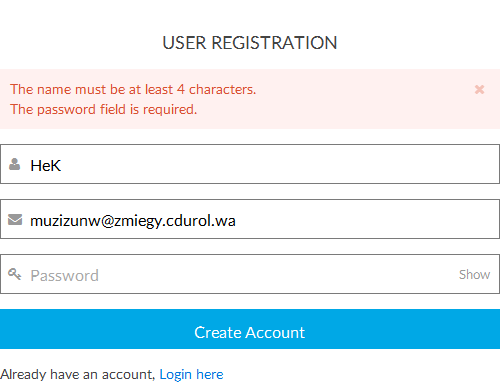 USER REGISTRATION
The name must be at least 4 characters.
The password field is required.
HeK
muzizunw@zmiegy.cdurol.wa
Password Show
Create Account
Already have an account, Login here